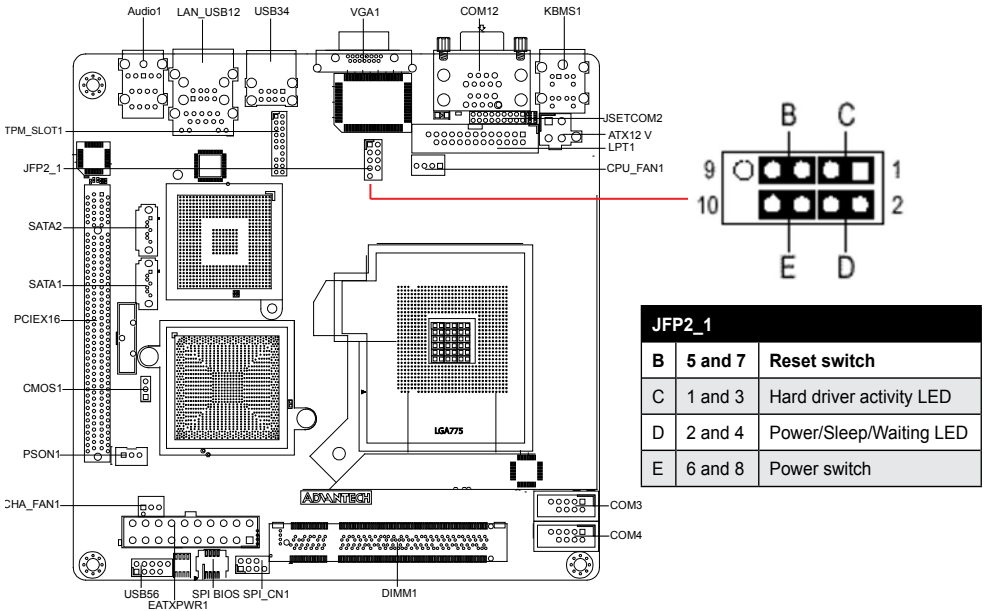 Audio1 LAN_USB12 USB34 VGA1 COM12 KBMS1
JSETCOM2
TPM_SLOT1
ATX12 V
LPT1
JFP2_1
CPU_FAN1
SATA2
SATA1
PCIEX16
CMOS1
LGA775
PSON1
ADVANTECH
CHA_FAN1
COM3
COM4
USB56 SPI BIOS SPI_CN1 DIMM1
EATXPWR1
B C
9 1
10 2
E D
JFP2_1
B 5 and 7 Reset switch
C 1 and 3 Hard driver activity LED
D 2 and 4 Power/Sleep/Waiting LED
E 6 and 8 Power switch